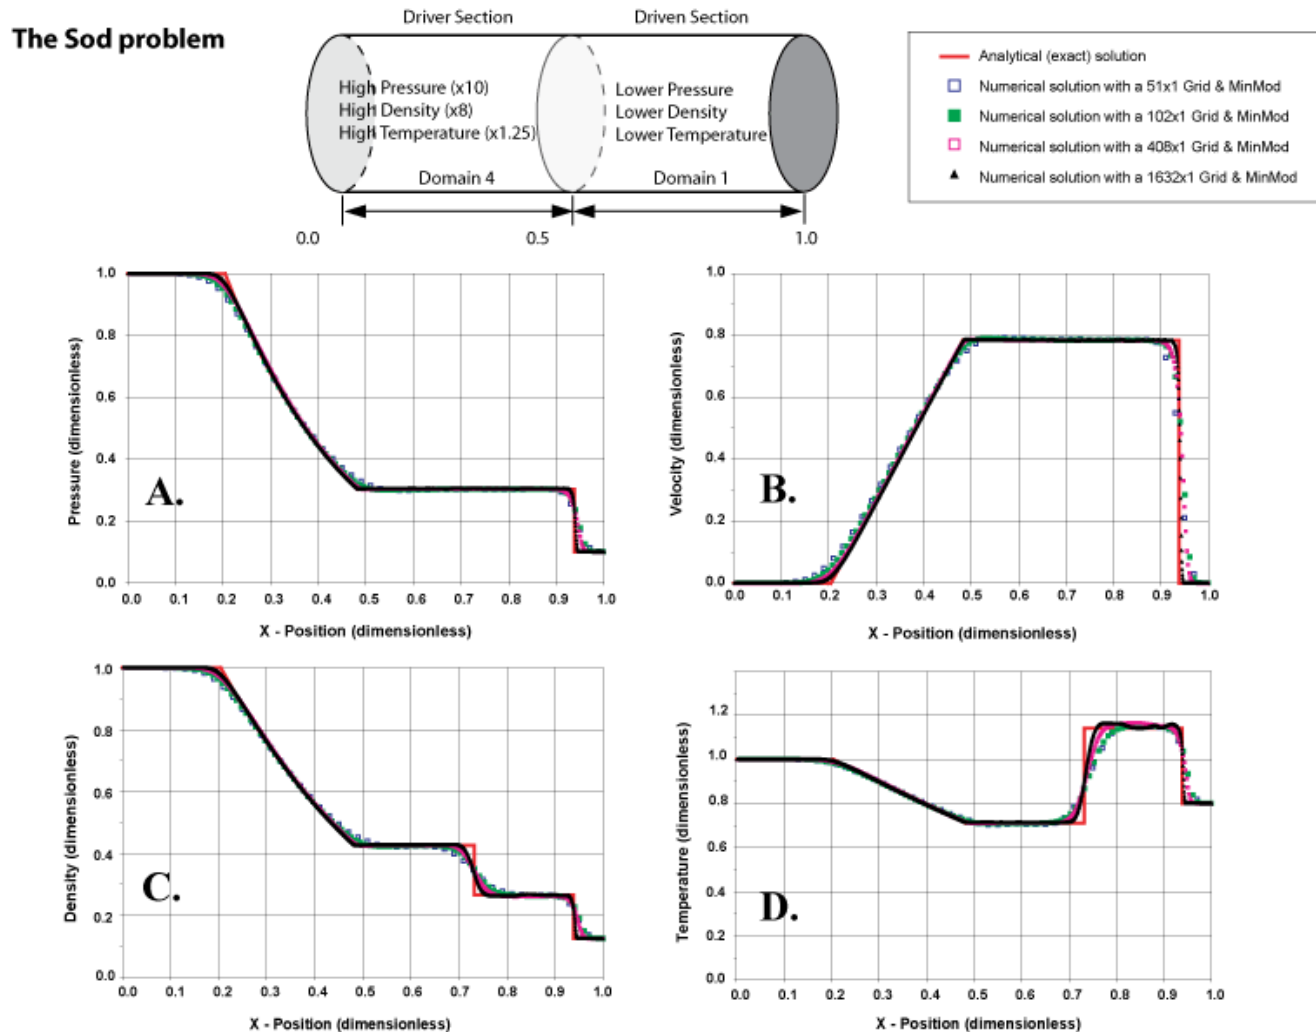 The Sod problem
Driver Section
Driven Section
High Pressure (x10)
High Density (x8)
High Temperature (x1.25)
Lower Pressure
Lower Density
Lower Temperature
Domain 4
Domain 1
0.0
0.5
1.0
Analytical (exact) solution
Numerical solution with a 51x1 Grid & MinMod
Numerical solution with a 102x1 Grid & MinMod
Numerical solution with a 408x1 Grid & MinMod
Numerical solution with a 1632x1 Grid & MinMod
Pressure (dimensionless)
1.0
0.8
0.6
0.4
0.2
0.0
A.
0.0 0.1 0.2 0.3 0.4 0.5 0.6 0.7 0.8 0.9 1.0
X - Position (dimensionless)
Velocity (dimensionless)
1.0
0.8
0.6
0.4
0.2
0.0
B.
0.0 0.1 0.2 0.3 0.4 0.5 0.6 0.7 0.8 0.9 1.0
X - Position (dimensionless)
Density (dimensionless)
1.0
0.8
0.6
0.4
0.2
0.0
C.
0.0 0.1 0.2 0.3 0.4 0.5 0.6 0.7 0.8 0.9 1.0
X - Position (dimensionless)
Temperature (dimensionless)
1.2
1.0
0.8
0.6
0.4
0.2
0.0
D.
0.0 0.1 0.2 0.3 0.4 0.5 0.6 0.7 0.8 0.9 1.0
X - Position (dimensionless)